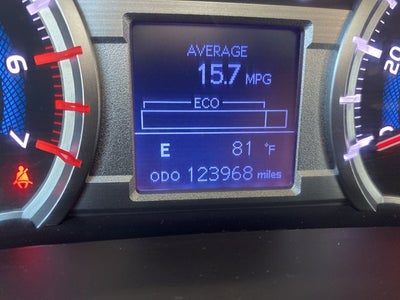 AVERAGE
15.7 MPG
ECO
E 81 °F
ODO 123968 miles
6
7
20